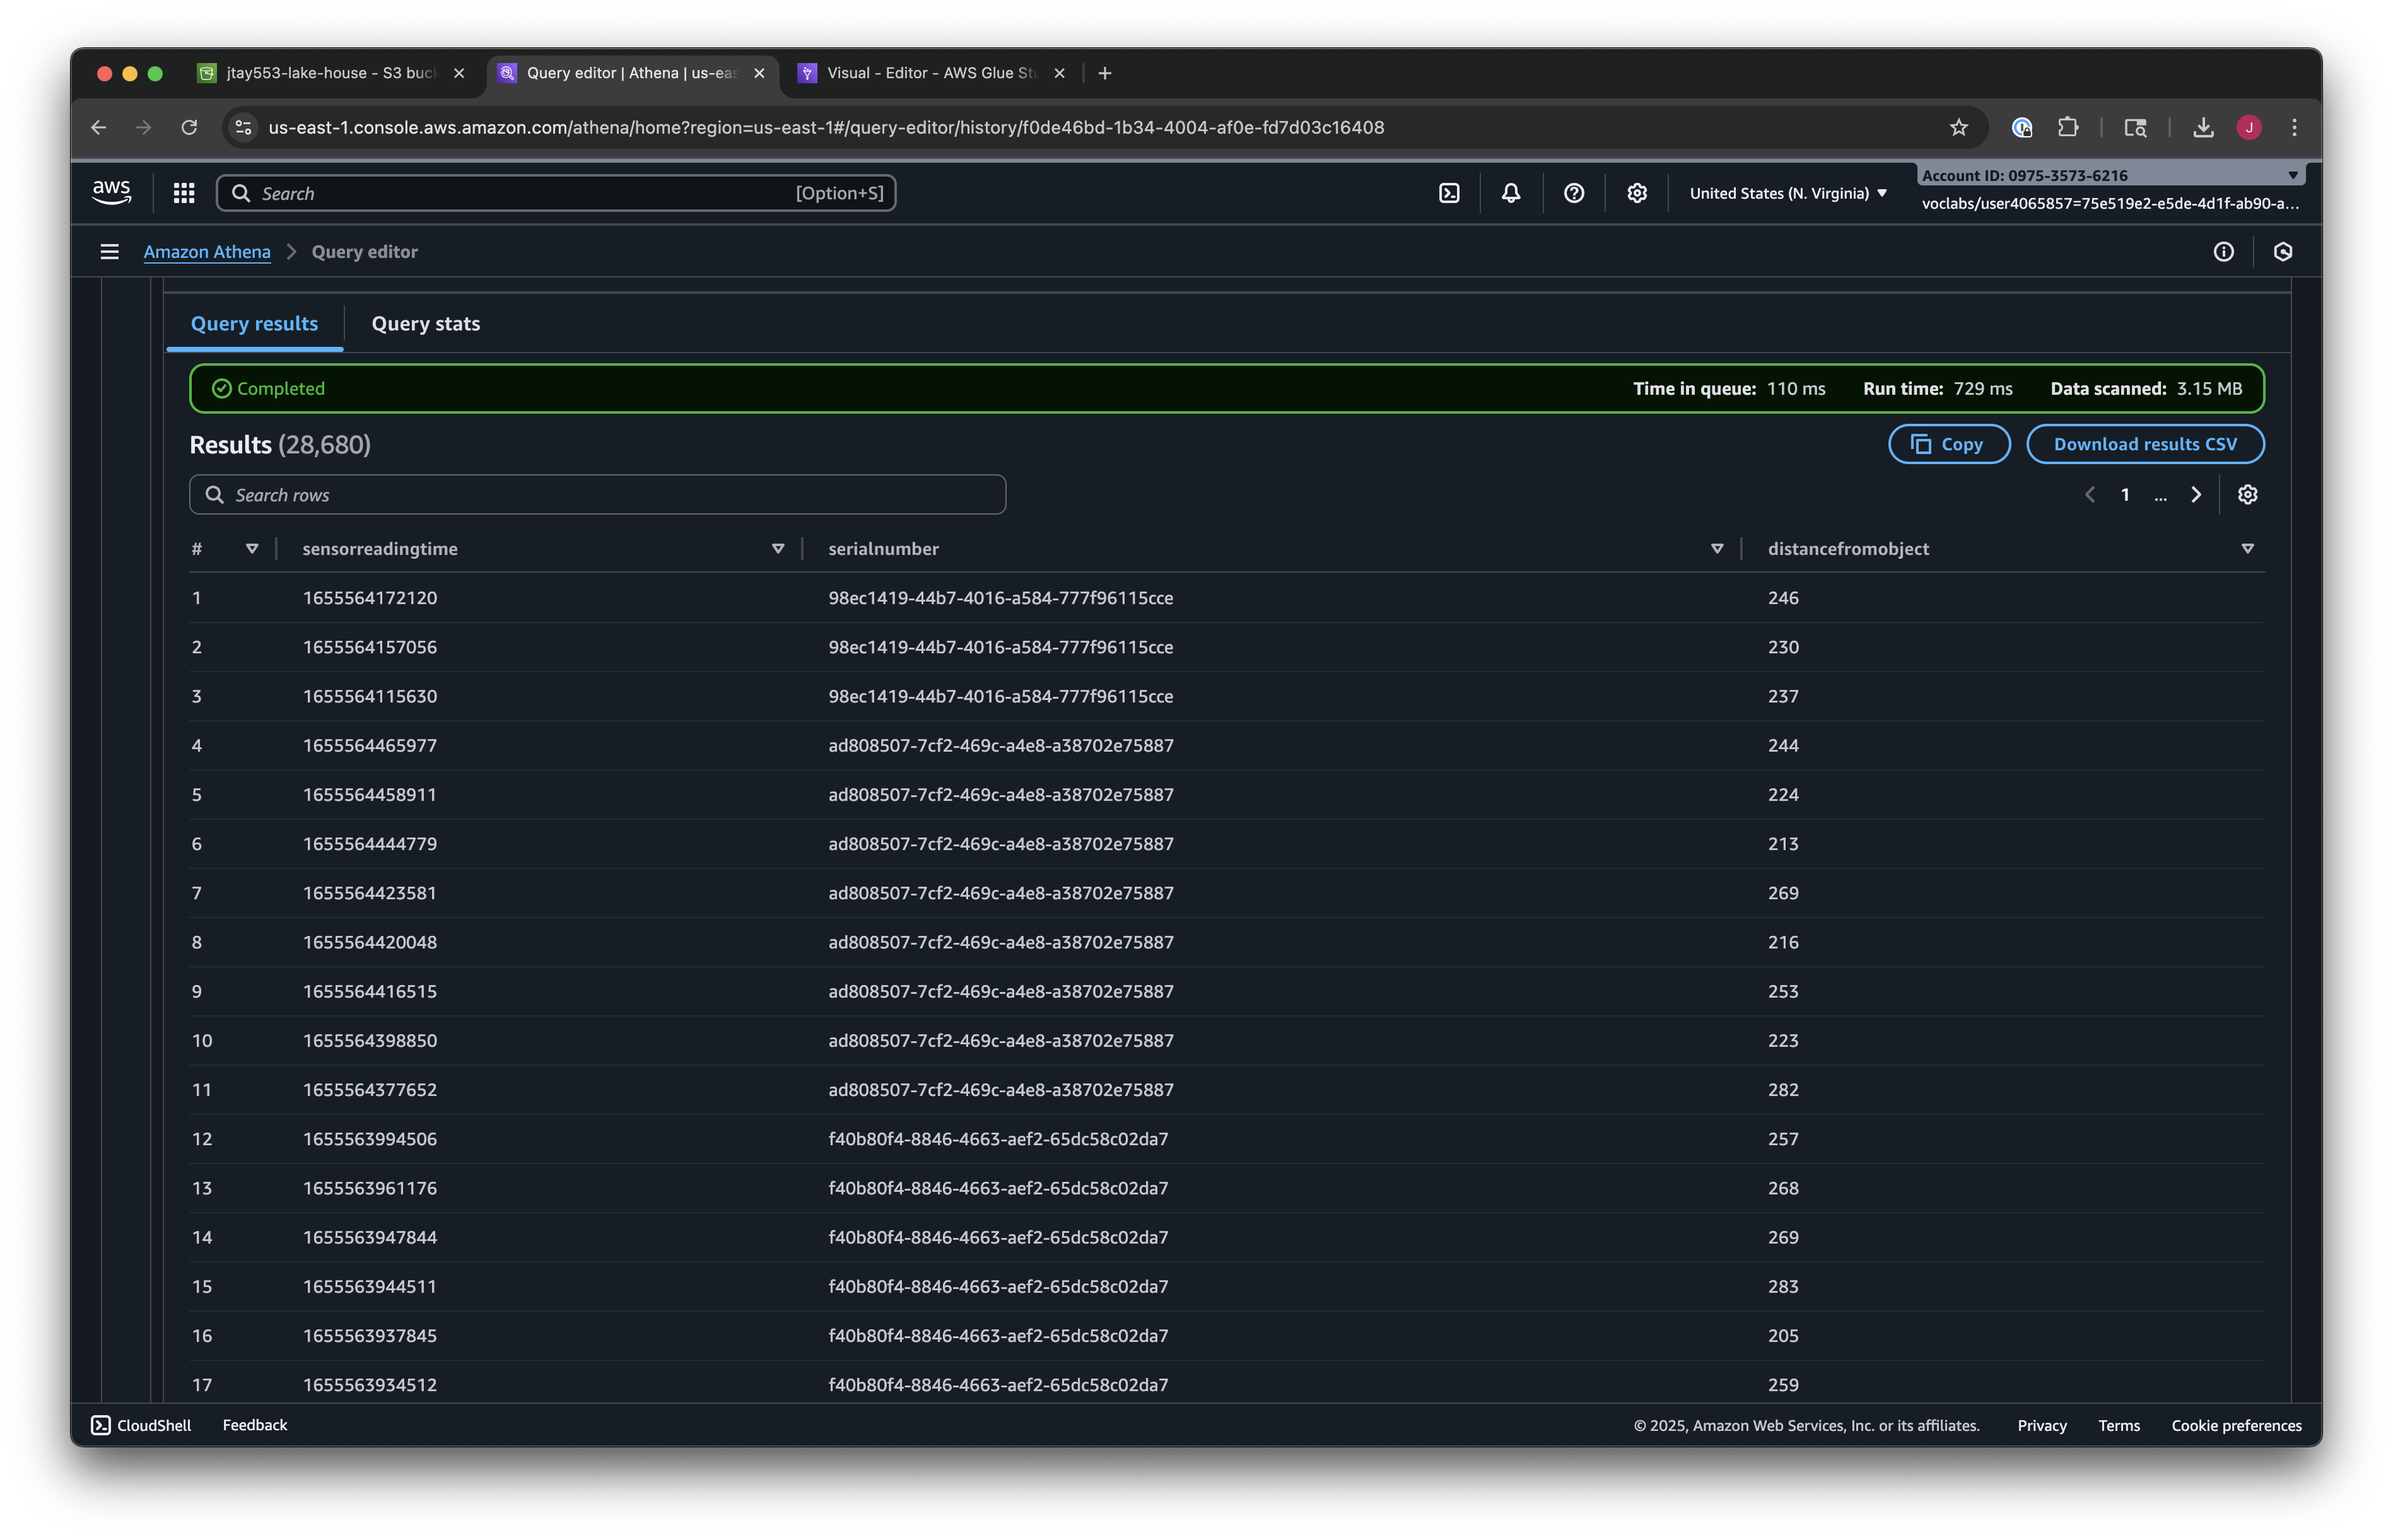 jtay553-lake-house - S3 buck
Query editor | Athena | us-eas
Visual - Editor - AWS Glue Stu
us-east-1.console.aws.amazon.com/athena/home?region=us-east-1#/query-editor/history/f0de46bd-1b34-4004-af0e-fd7d03c16408
J
aws
Search
[Option+S]
United States (N. Virginia)
Account ID: 0975-3573-6216
voclabs/user4065857=75e519e2-e5de-4d1f-ab90-a...
Amazon Athena
Query editor
Query results
Query stats
Completed
Time in queue: 110 ms
Run time: 729 ms
Data scanned: 3.15 MB
Results (28,680)
Copy
Download results CSV
Search rows
1 ...
# sensorreadingtime serialnumber distancefromobject
1 1655564172120 98ec1419-44b7-4016-a584-777f96115cce 246
2 1655564157056 98ec1419-44b7-4016-a584-777f96115cce 230
3 1655564115630 98ec1419-44b7-4016-a584-777f96115cce 237
4 1655564465977 ad808507-7cf2-469c-a4e8-a38702e75887 244
5 1655564458911 ad808507-7cf2-469c-a4e8-a38702e75887 224
6 1655564444779 ad808507-7cf2-469c-a4e8-a38702e75887 213
7 1655564423581 ad808507-7cf2-469c-a4e8-a38702e75887 269
8 1655564420048 ad808507-7cf2-469c-a4e8-a38702e75887 216
9 1655564416515 ad808507-7cf2-469c-a4e8-a38702e75887 253
10 1655564398850 ad808507-7cf2-469c-a4e8-a38702e75887 223
11 1655564377652 ad808507-7cf2-469c-a4e8-a38702e75887 282
12 1655563994506 f40b80f4-8846-4663-aef2-65dc58c02da7 257
13 1655563961176 f40b80f4-8846-4663-aef2-65dc58c02da7 268
14 1655563947844 f40b80f4-8846-4663-aef2-65dc58c02da7 269
15 1655563944511 f40b80f4-8846-4663-aef2-65dc58c02da7 283
16 1655563937845 f40b80f4-8846-4663-aef2-65dc58c02da7 205
17 1655563934512 f40b80f4-8846-4663-aef2-65dc58c02da7 259
CloudShell
Feedback
© 2025, Amazon Web Services, Inc. or its affiliates.
Privacy
Terms
Cookie preferences